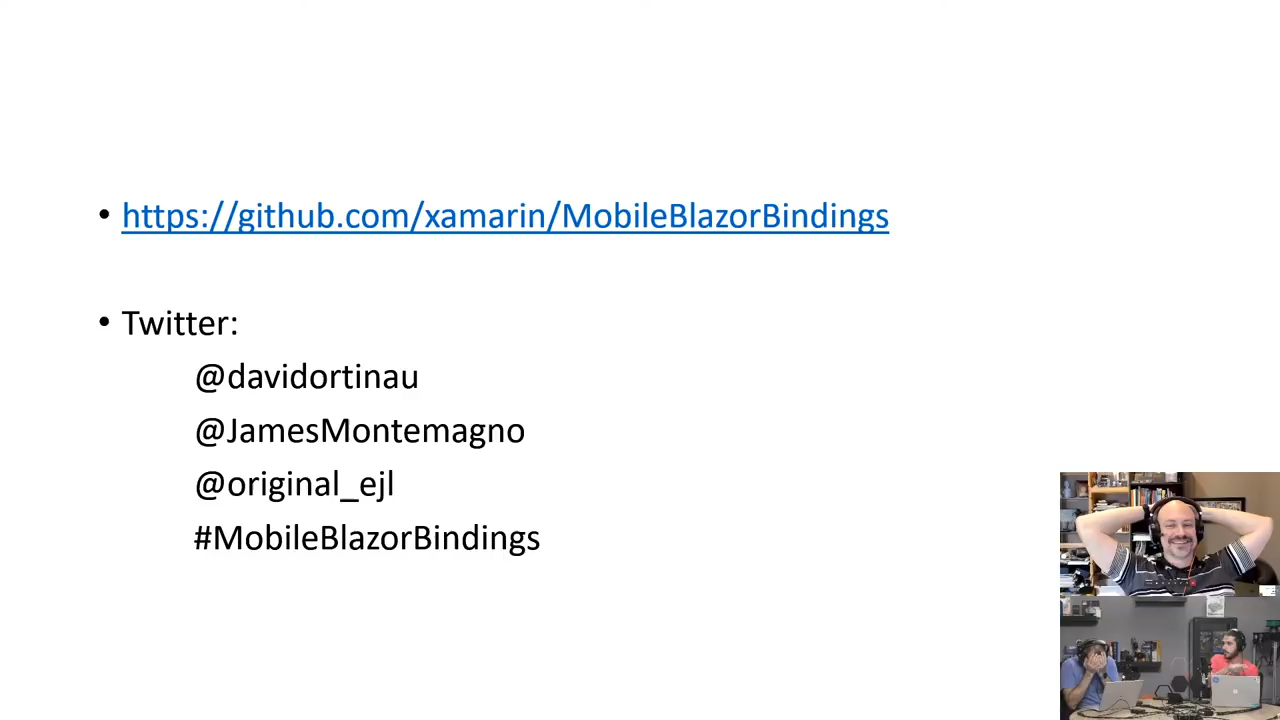 • https://github.com/xamarin/MobileBlazorBindings
• Twitter:
@davidortinau
@JamesMontemagno
@original_ejl
#MobileBlazorBindings